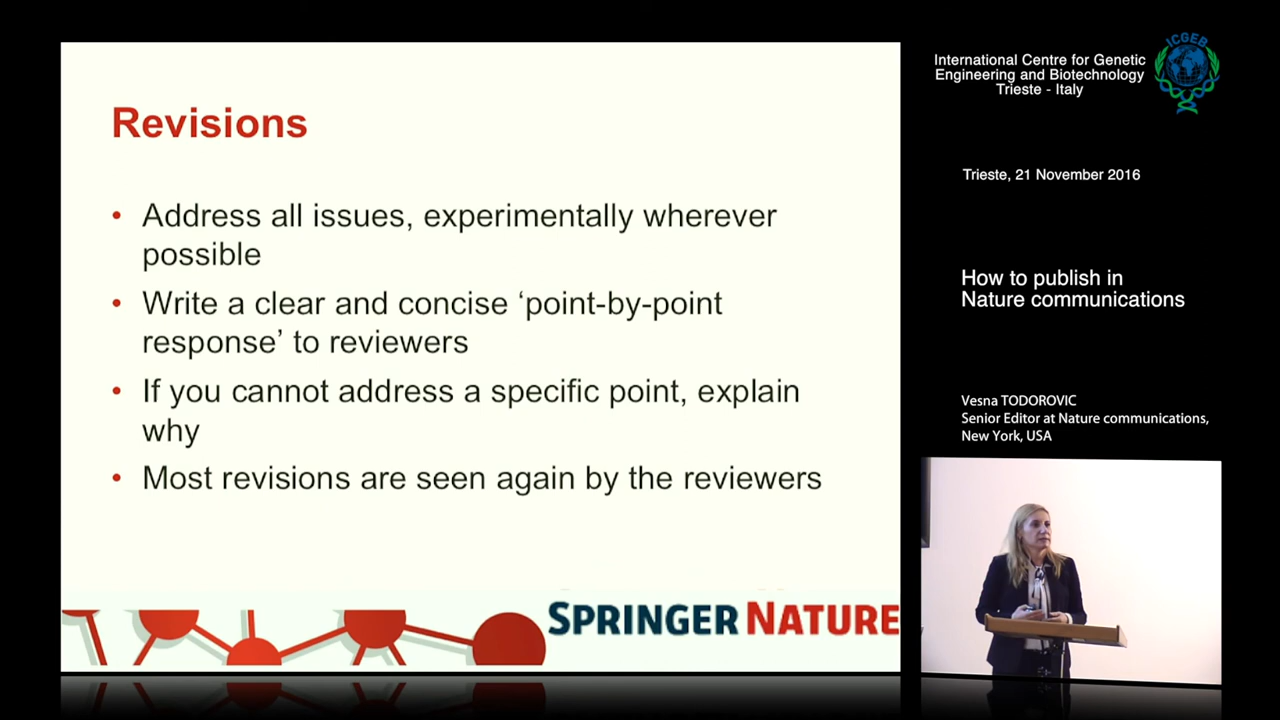 Revisions
• Address all issues, experimentally wherever
possible
• Write a clear and concise ‘point-by-point
response’ to reviewers
• If you cannot address a specific point, explain
why
• Most revisions are seen again by the reviewers
SPRINGER NATURE
International Centre for Genetic
Engineering and Biotechnology
Trieste - Italy
ICGEB
Trieste, 21 November 2016
How to publish in
Nature communications
Vesna TODOROVIC
Senior Editor at Nature communications,
New York, USA